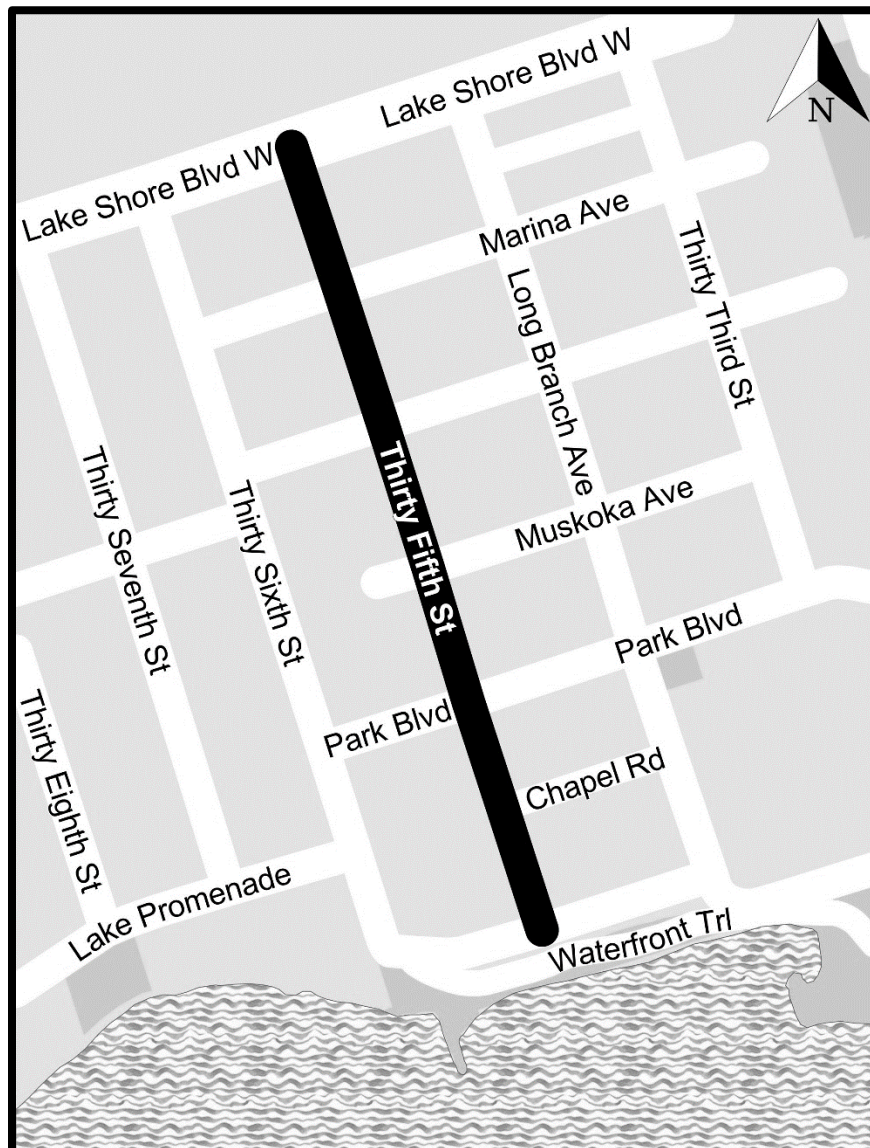 Lake Shore Blvd W
N
Lake Shore Blvd W
Marina Ave
Thirty Third St
Long Branch Ave
Thirty Fifth St
Thirty Seventh St
Thirty Sixth St
Muskoka Ave
Park Blvd
Thirty Eighth St
Park Blvd
Chapel Rd
Lake Promenade
Waterfront Trl